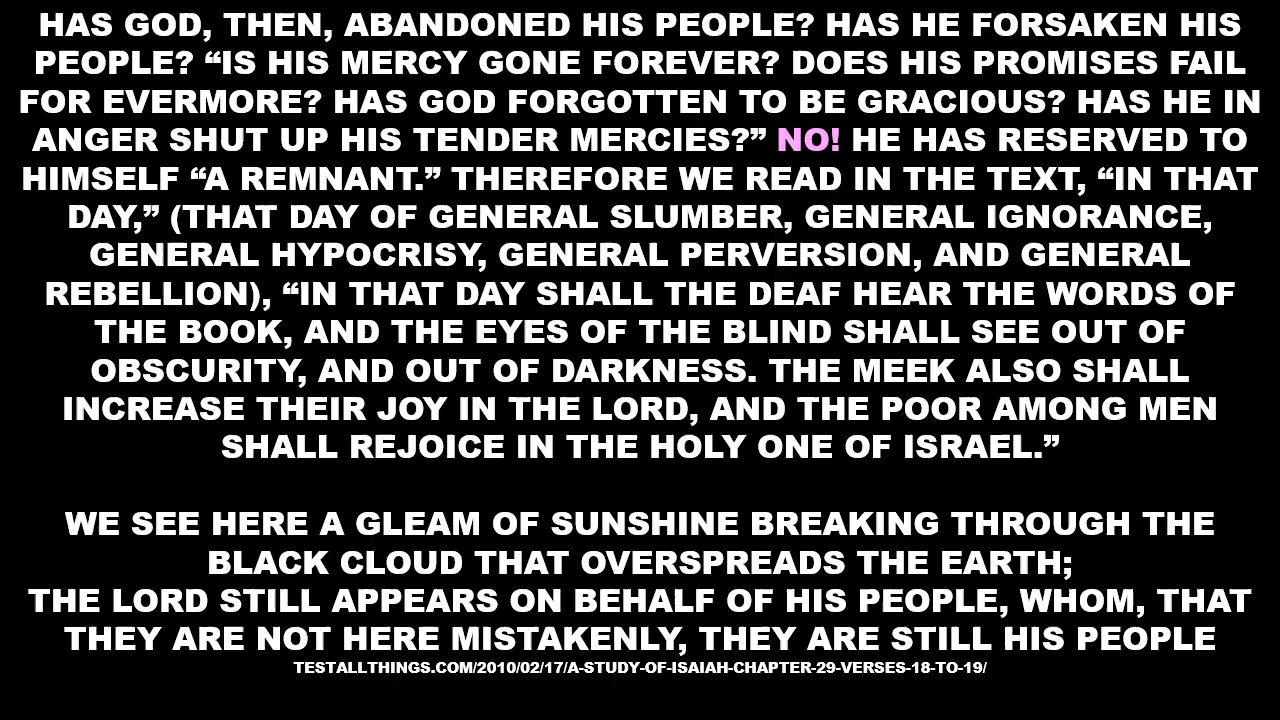 HAS GOD, THEN, ABANDONED HIS PEOPLE? HAS HE FORSAKEN HIS
PEOPLE? “IS HIS MERCY GONE FOREVER? DOES HIS PROMISES FAIL
FOR EVERMORE? HAS GOD FORGOTTEN TO BE GRACIOUS? HAS HE IN
ANGER SHUT UP HIS TENDER MERCIES?” NO! HE HAS RESERVED TO
HIMSELF “A REMNANT.” THEREFORE WE READ IN THE TEXT, “IN THAT
DAY,” (THAT DAY OF GENERAL SLUMBER, GENERAL IGNORANCE,
GENERAL HYPOCRISY, GENERAL PERVERSION, AND GENERAL
REBELLION), “IN THAT DAY SHALL THE DEAF HEAR THE WORDS OF
THE BOOK, AND THE EYES OF THE BLIND SHALL SEE OUT OF
OBSCURITY, AND OUT OF DARKNESS. THE MEEK ALSO SHALL
INCREASE THEIR JOY IN THE LORD, AND THE POOR AMONG MEN
SHALL REJOICE IN THE HOLY ONE OF ISRAEL.”
WE SEE HERE A GLEAM OF SUNSHINE BREAKING THROUGH THE
BLACK CLOUD THAT OVERSPREADS THE EARTH;
THE LORD STILL APPEARS ON BEHALF OF HIS PEOPLE, WHOM, THAT
THEY ARE NOT HERE MISTAKENLY, THEY ARE STILL HIS PEOPLE
TESTALLTHINGS.COM/2010/02/17/A-STUDY-OF-ISAIAH-CHAPTER-29-VERSES-18-TO-19/